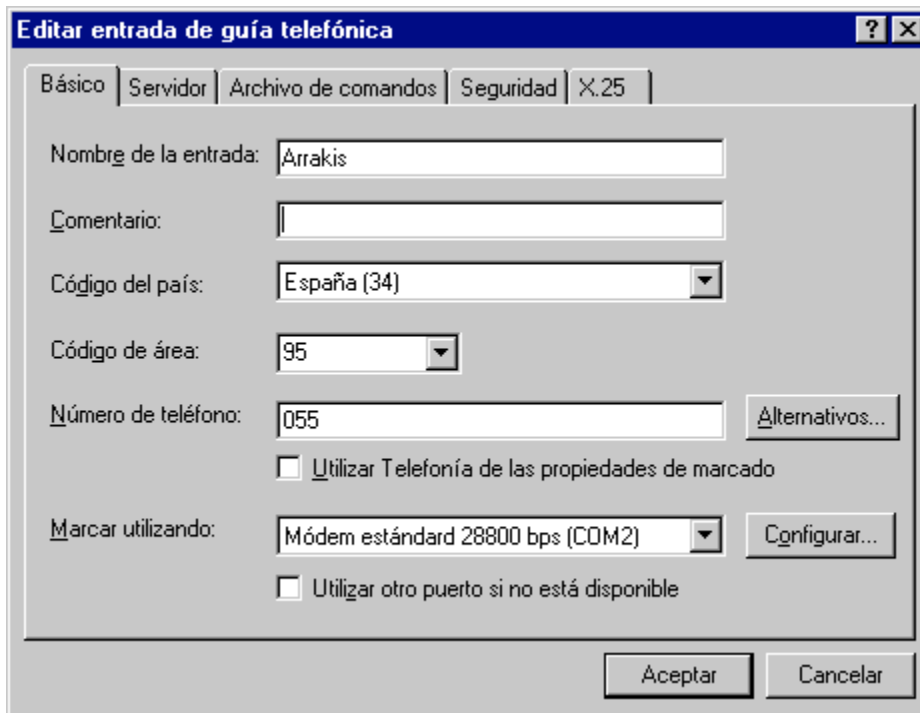 Editar entrada de guía telefónica
Básico Servidor Archivo de comandos Seguridad X.25
Nombre de la entrada: Arrakis
Comentario:
Código del país: España (34)
Código de área: 95
Número de teléfono: 055 Alternativos...
Utilizar Telefonía de las propiedades de marcado
Marcar utilizando: Módem estándard 28800 bps (COM2) Configurar...
Utilizar otro puerto si no está disponible
Aceptar Cancelar